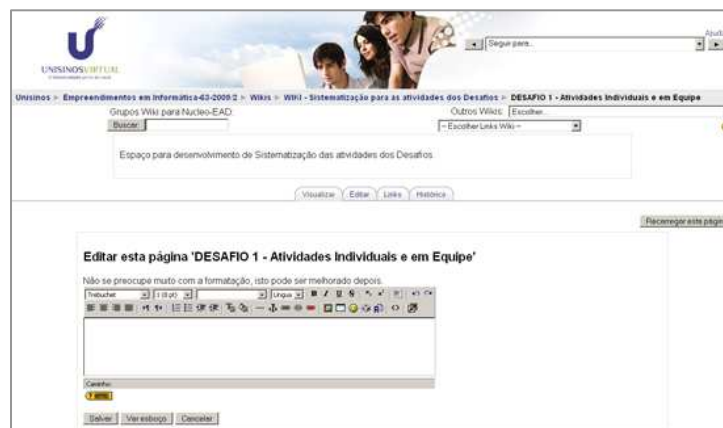 Ajuda
Seguir para...
UNISINOSVIRTUAL
Unisinos ► Empreendimentos em Informática-63-2009/2 ► Wikis ► WIKI - Sistematização para as atividades dos Desafios ► DESAFIO 1 - Atividades Individuais e em Equipe
Grupos Wiki para Nucleo-EAD: Outros Wikis: Escolher...
Buscar: -- Escolher Links Wiki --
Espaço para desenvolvimento de Sistematização das atividades dos Desafios.
Visualizar Editar Links Histórico
Recarregar esta página
Editar esta página 'DESAFIO 1 - Atividades Individuais e em Equipe'
Não se preocupe muito com a formatação, isto pode ser melhorado depois.
Trebuchet 1 (8 pt) Língua B I U S
Caminho:
Salvar Ver esboço Cancelar